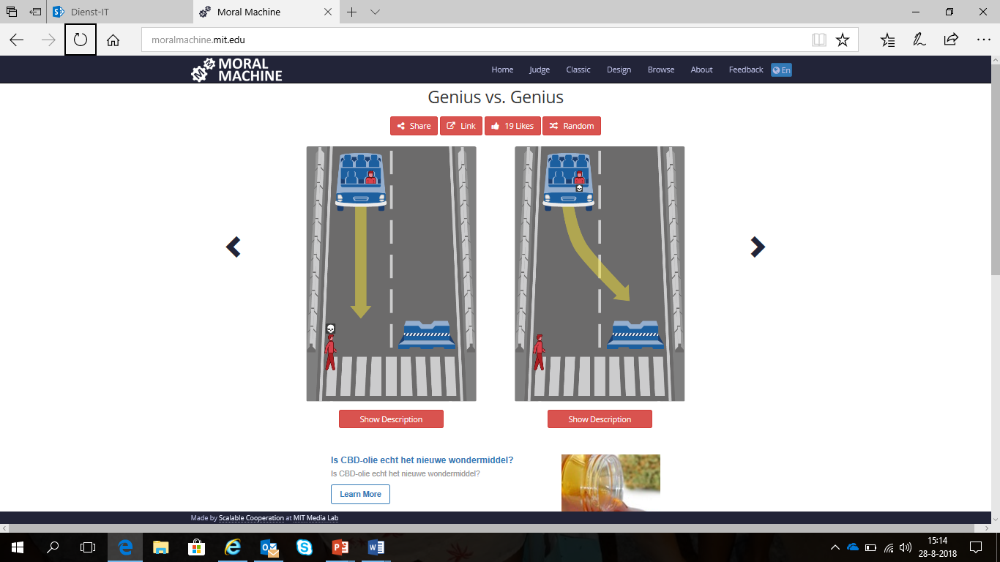 Dienst-IT
Moral Machine
moralmachine.mit.edu
MORAL
MACHINE
Home Judge Classic Design Browse About Feedback En
Genius vs. Genius
Share Link 19 Likes Random
Show Description Show Description
Is CBD-olie echt het nieuwe wondermiddel?
Is CBD-olie echt het nieuwe wondermiddel?
Learn More
Made by Scalable Cooperation at MIT Media Lab
15:14
28-8-2018